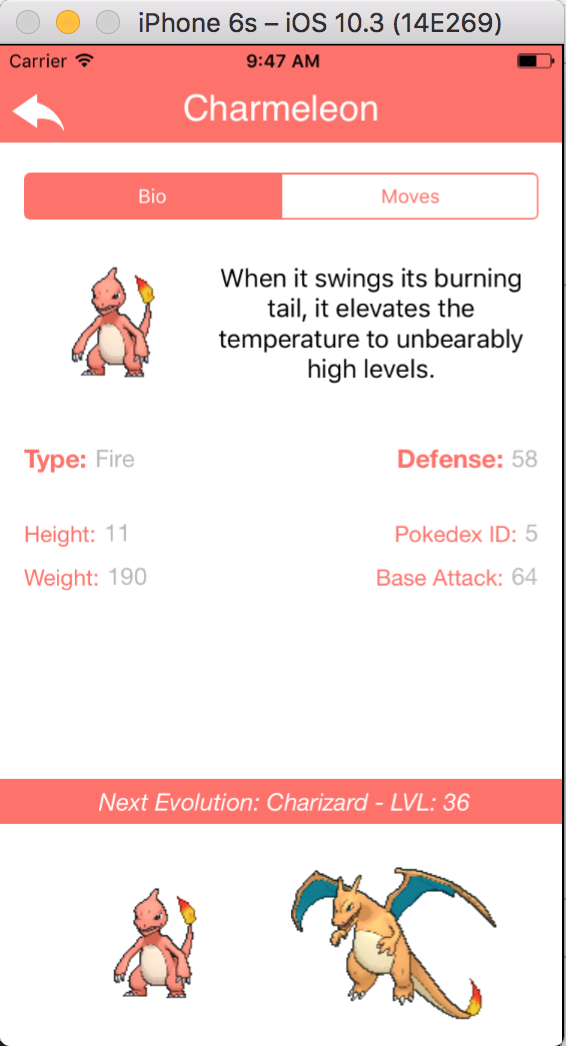 iPhone 6s – iOS 10.3 (14E269)
Carrier 9:47 AM
Charmeleon
Bio Moves
When it swings its burning
tail, it elevates the
temperature to unbearably
high levels.
Type: Fire Defense: 58
Height: 11 Pokedex ID: 5
Weight: 190 Base Attack: 64
Next Evolution: Charizard - LVL: 36